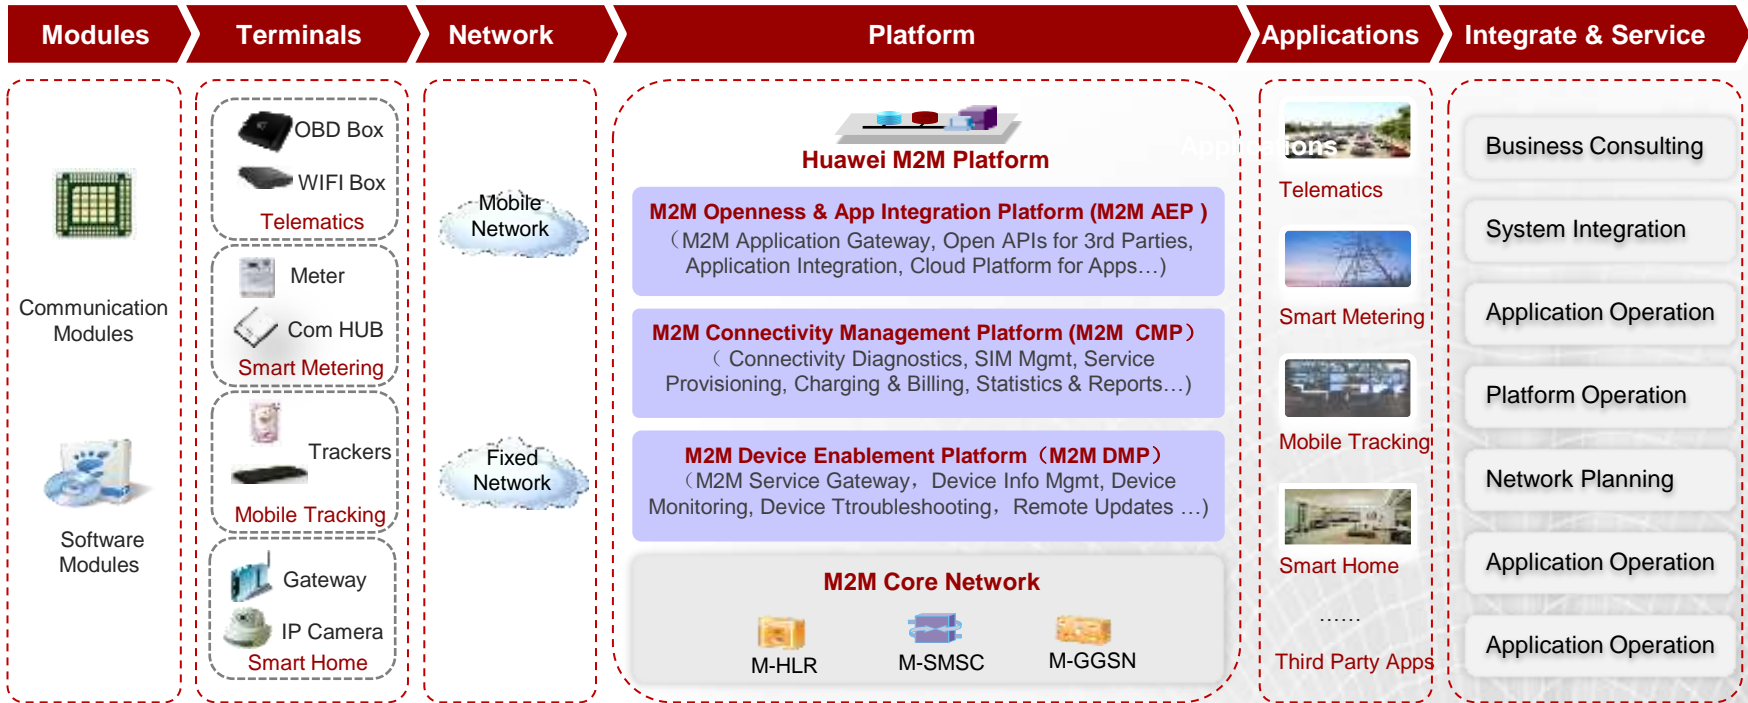 Modules
Terminals
Network
Platform
Applications
Integrate & Service
Communication
Modules
Software
Modules
OBD Box
WIFI Box
Telematics
Meter
Com HUB
Smart Metering
Trackers
Mobile Tracking
Gateway
IP Camera
Smart Home
Mobile
Network
Fixed
Network
Huawei M2M Platform
M2M Openness & App Integration Platform (M2M AEP )
（M2M Application Gateway, Open APIs for 3rd Parties,
Application Integration, Cloud Platform for Apps…)
M2M Connectivity Management Platform (M2M CMP）
（ Connectivity Diagnostics, SIM Mgmt, Service
Provisioning, Charging & Billing, Statistics & Reports…)
M2M Device Enablement Platform（M2M DMP）
（M2M Service Gateway，Device Info Mgmt, Device
Monitoring, Device Ttroubleshooting，Remote Updates …)
M2M Core Network
M-HLR
M-SMSC
M-GGSN
Applications
Telematics
Smart Metering
Mobile Tracking
Smart Home
……
Third Party Apps
Business Consulting
System Integration
Application Operation
Platform Operation
Network Planning
Application Operation
Application Operation